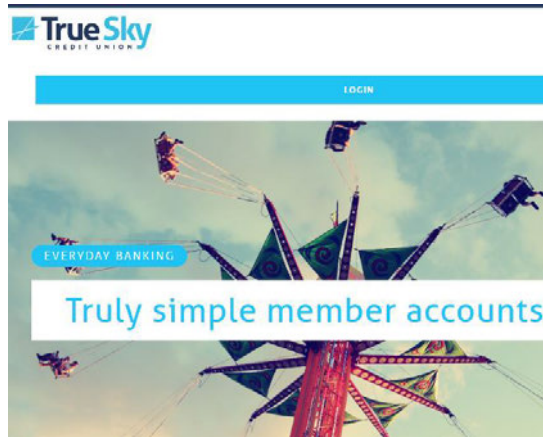 True Sky
CREDIT UNION
LOGIN
EVERYDAY BANKING
Truly simple member accounts